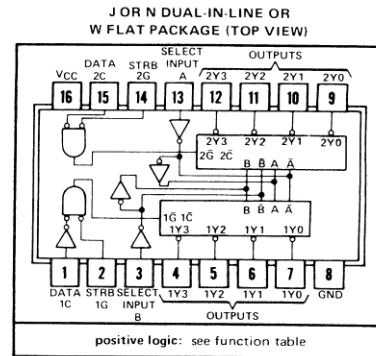 J OR N DUAL-IN-LINE OR
W FLAT PACKAGE (TOP VIEW)
VCC DATA 2C STRB 2G SELECT INPUT A OUTPUTS 2Y3 2Y2 2Y1 2Y0
16 15 14 13 12 11 10 9
2Y3 2Y2 2Y1 2Y0
2G̅ 2C̅ B B̅ A A̅
B B̅ A A̅
1G̅ 1C̅
1Y3 1Y2 1Y1 1Y0
1 2 3 4 5 6 7 8
DATA 1C STRB 1G SELECT INPUT B 1Y3 1Y2 1Y1 1Y0 GND
OUTPUTS
positive logic: see function table